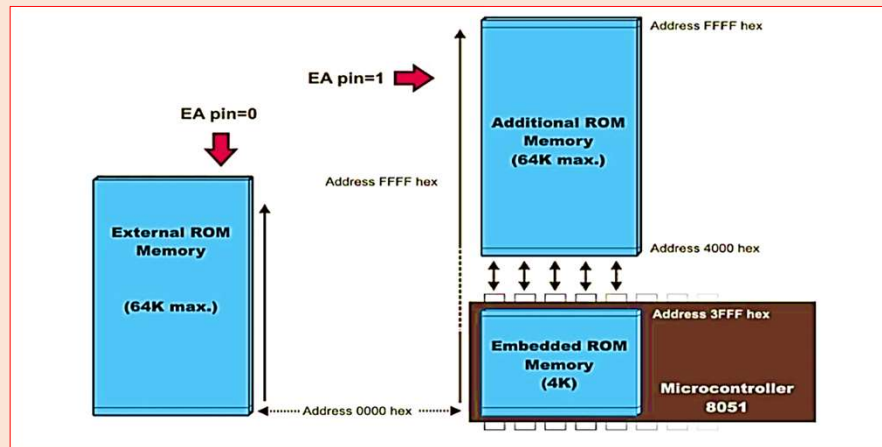 EA pin=0
External ROM
Memory
(64K max.)
EA pin=1
Address FFFF hex
Address 0000 hex
Address FFFF hex
Additional ROM
Memory
(64K max.)
Address 4000 hex
Address 3FFF hex
Embedded ROM
Memory
(4K)
Microcontroller
8051